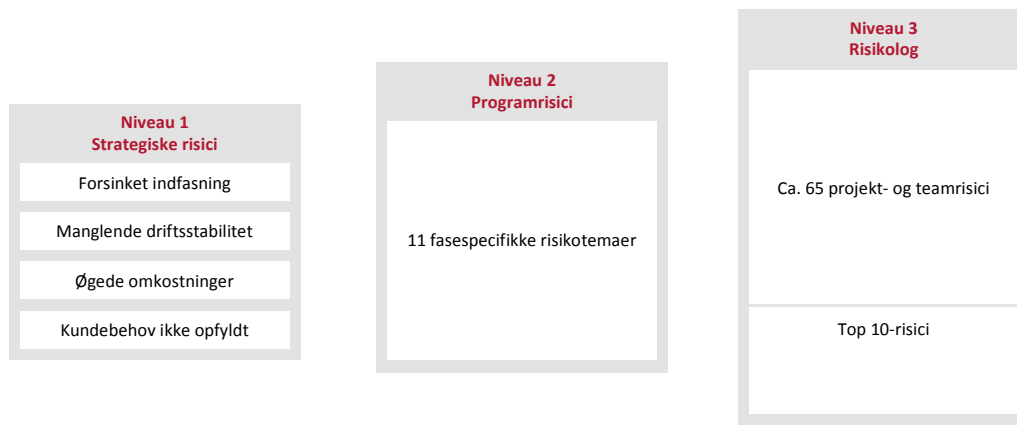 Niveau 1
Strategiske risici
Forsinket indfasning
Manglende driftsstabilitet
Øgede omkostninger
Kundebehov ikke opfyldt
Niveau 2
Programrisici
11 fasespecifikke risikotemaer
Niveau 3
Risikolog
Ca. 65 projekt- og teamrisici
Top 10-risici